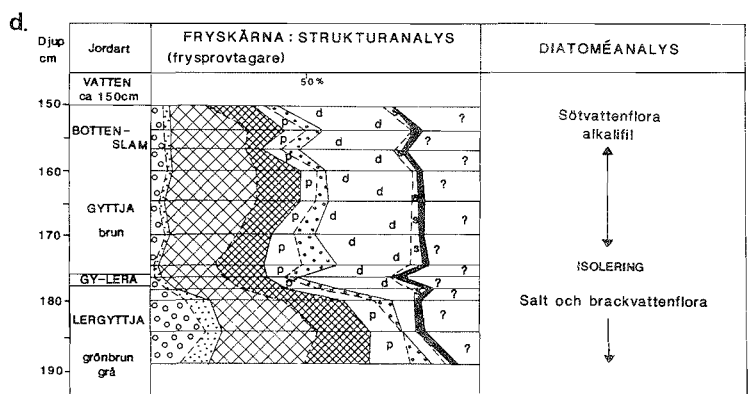 d.
Djup
cm
Jordart
FRYSKÄRNA : STRUKTURANALYS
(frysprovtagare)
DIATOMÉANALYS
VATTEN
ca 150cm
50%
150
BOTTEN-
SLAM
160
GYTTJA
brun
170
GY-LERA
180
LERGYTTJA
grönbrun
grå
190
p d s ?
p d ?
p d ?
p d ?
p d s ?
p d s ?
p d ?
p ?
p ?
p ?
Sötvattenflora
alkalifil
ISOLERING
Salt och brackvattenflora